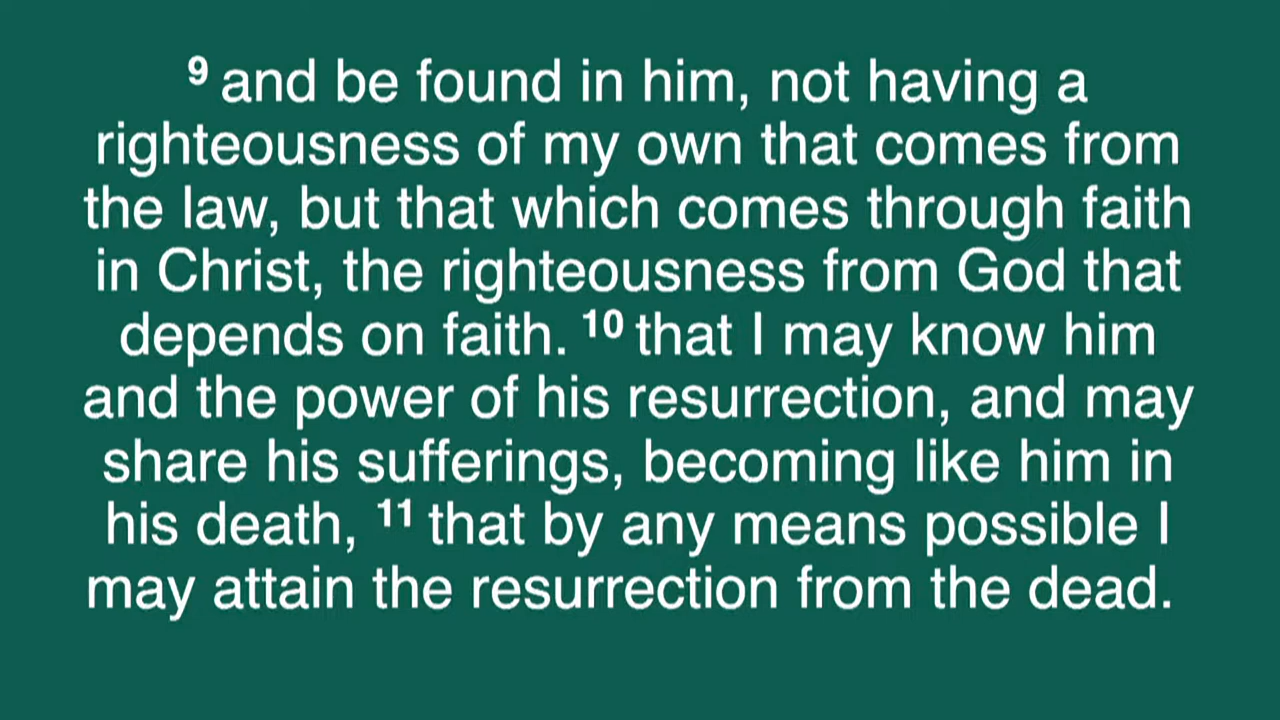 9 and be found in him, not having a
righteousness of my own that comes from
the law, but that which comes through faith
in Christ, the righteousness from God that
depends on faith. 10 that I may know him
and the power of his resurrection, and may
share his sufferings, becoming like him in
his death, 11 that by any means possible I
may attain the resurrection from the dead.